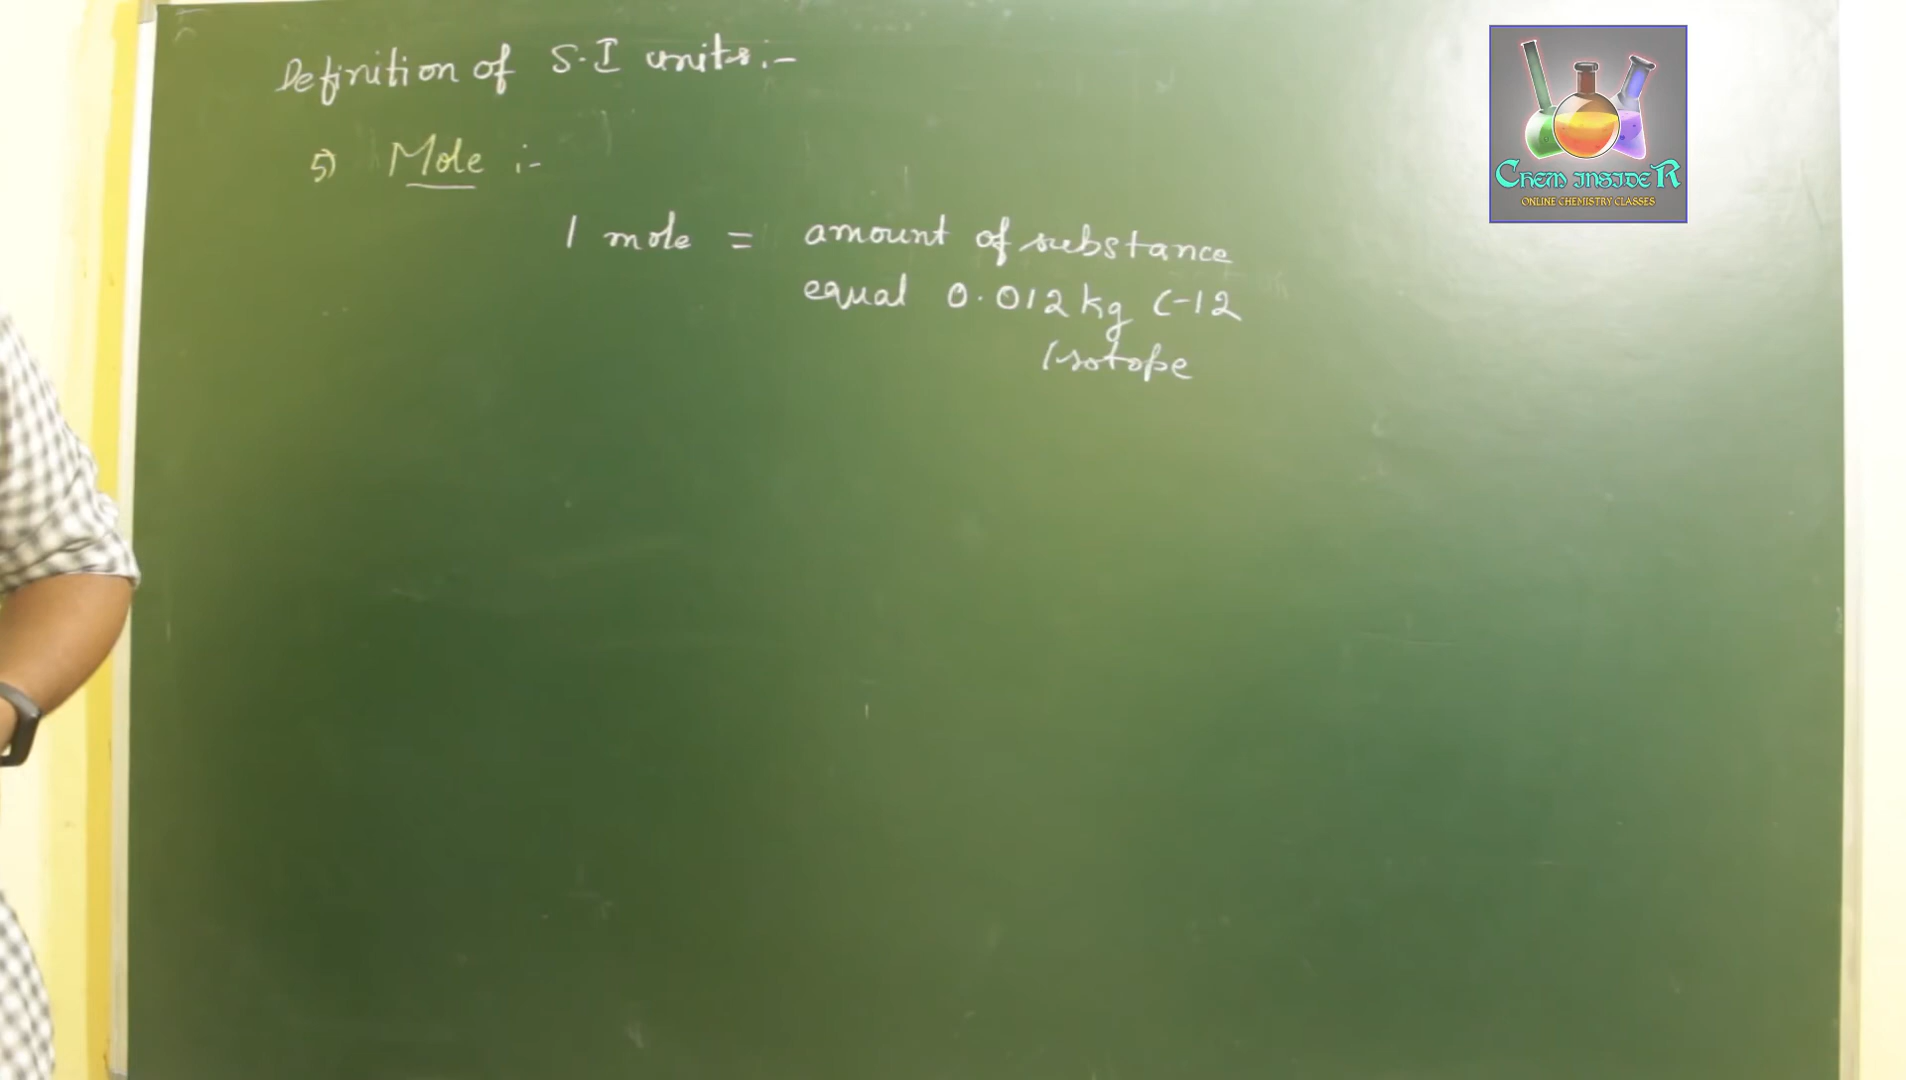 Definition of S.I units:-
5) Mole :-
1 mole = amount of substance
equal 0.012 kg C-12
Isotope
CHEM INSIDER
ONLINE CHEMISTRY CLASSES